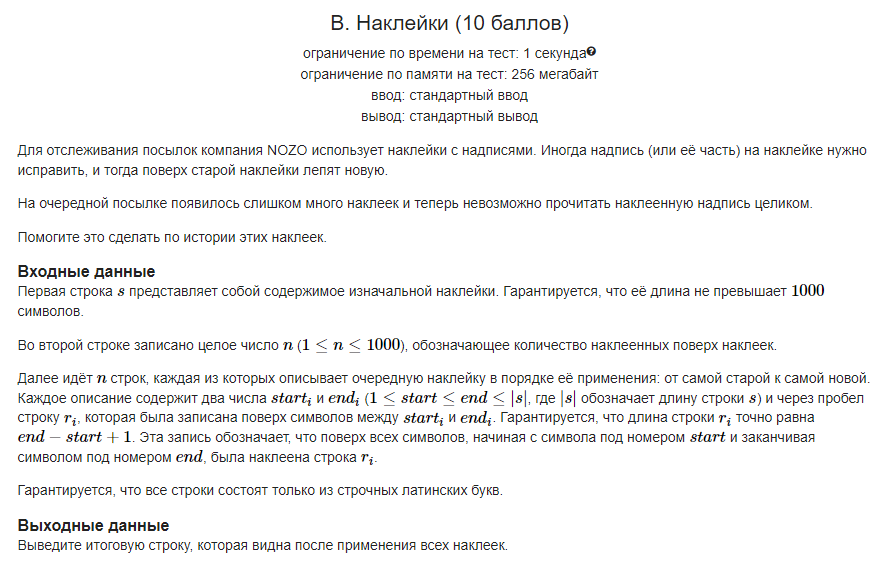 В. Наклейки (10 баллов)
ограничение по времени на тест: 1 секунда?
ограничение по памяти на тест: 256 мегабайт
ввод: стандартный ввод
вывод: стандартный вывод
Для отслеживания посылок компания NOZO использует наклейки с надписями. Иногда надпись (или её часть) на наклейке нужно
исправить, и тогда поверх старой наклейки лепят новую.
На очередной посылке появилось слишком много наклеек и теперь невозможно прочитать наклеенную надпись целиком.
Помогите это сделать по истории этих наклеек.
Входные данные
Первая строка s представляет собой содержимое изначальной наклейки. Гарантируется, что её длина не превышает 1000
символов.
Во второй строке записано целое число n (1 ≤ n ≤ 1000), обозначающее количество наклеенных поверх наклеек.
Далее идёт n строк, каждая из которых описывает очередную наклейку в порядке её применения: от самой старой к самой новой.
Каждое описание содержит два числа start_i и end_i (1 ≤ start ≤ end ≤ |s|, где |s| обозначает длину строки s) и через пробел
строку r_i, которая была записана поверх символов между start_i и end_i. Гарантируется, что длина строки r_i точно равна
end − start + 1. Эта запись обозначает, что поверх всех символов, начиная с символа под номером start и заканчивая
символом под номером end, была наклеена строка r_i.
Гарантируется, что все строки состоят только из строчных латинских букв.
Выходные данные
Выведите итоговую строку, которая видна после применения всех наклеек.